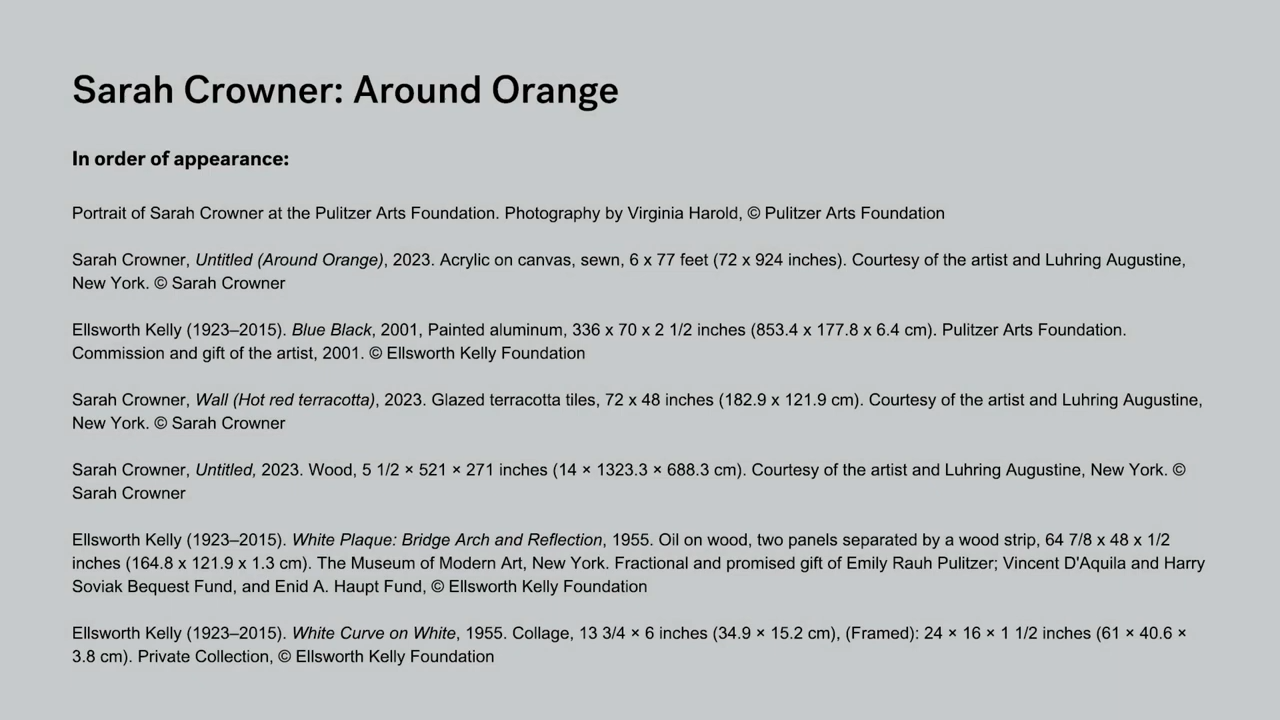 Sarah Crowner: Around Orange
In order of appearance:
Portrait of Sarah Crowner at the Pulitzer Arts Foundation. Photography by Virginia Harold, © Pulitzer Arts Foundation
Sarah Crowner, Untitled (Around Orange), 2023. Acrylic on canvas, sewn, 6 x 77 feet (72 x 924 inches). Courtesy of the artist and Luhring Augustine,
New York. © Sarah Crowner
Ellsworth Kelly (1923–2015). Blue Black, 2001, Painted aluminum, 336 x 70 x 2 1/2 inches (853.4 x 177.8 x 6.4 cm). Pulitzer Arts Foundation.
Commission and gift of the artist, 2001. © Ellsworth Kelly Foundation
Sarah Crowner, Wall (Hot red terracotta), 2023. Glazed terracotta tiles, 72 x 48 inches (182.9 x 121.9 cm). Courtesy of the artist and Luhring Augustine,
New York. © Sarah Crowner
Sarah Crowner, Untitled, 2023. Wood, 5 1/2 × 521 × 271 inches (14 × 1323.3 × 688.3 cm). Courtesy of the artist and Luhring Augustine, New York. ©
Sarah Crowner
Ellsworth Kelly (1923–2015). White Plaque: Bridge Arch and Reflection, 1955. Oil on wood, two panels separated by a wood strip, 64 7/8 x 48 x 1/2
inches (164.8 x 121.9 x 1.3 cm). The Museum of Modern Art, New York. Fractional and promised gift of Emily Rauh Pulitzer; Vincent D'Aquila and Harry
Soviak Bequest Fund, and Enid A. Haupt Fund, © Ellsworth Kelly Foundation
Ellsworth Kelly (1923–2015). White Curve on White, 1955. Collage, 13 3/4 × 6 inches (34.9 × 15.2 cm), (Framed): 24 × 16 × 1 1/2 inches (61 × 40.6 ×
3.8 cm). Private Collection, © Ellsworth Kelly Foundation